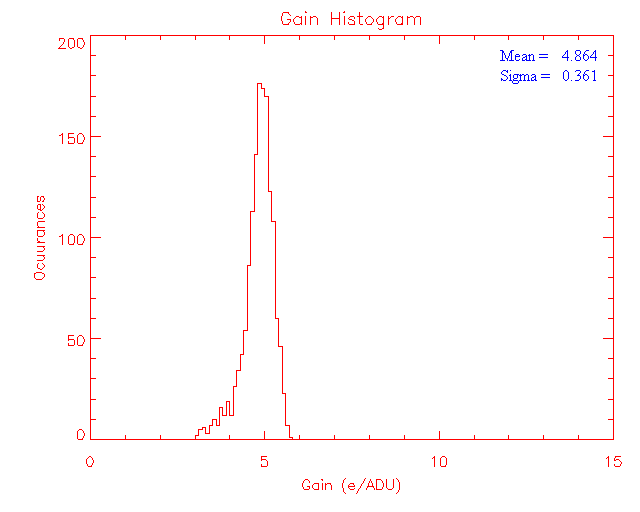 Gain Histogram
Mean = 4.864
Sigma = 0.361
200
150
100
50
0
Ocuurances
0 5 10 15
Gain (e/ADU)